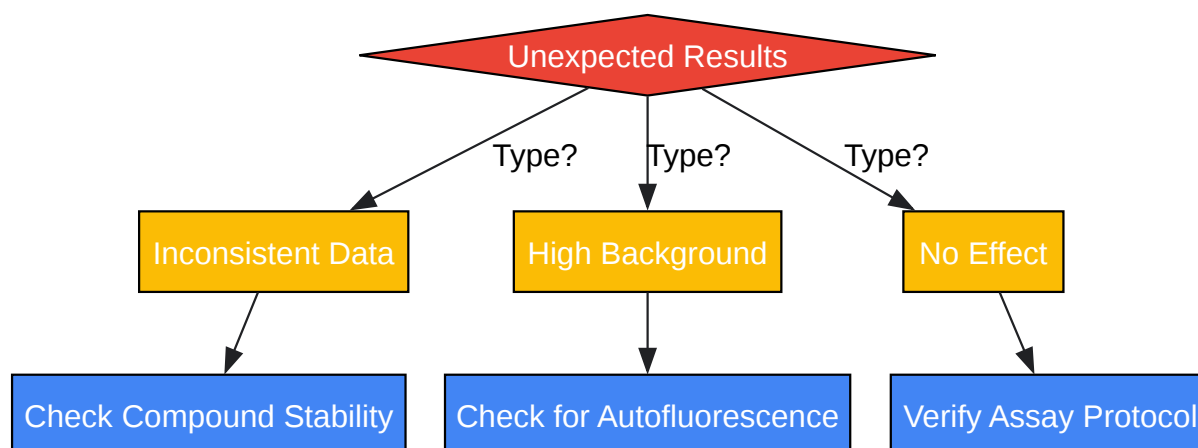 Unexpected Results
Type?
Type?
Type?
Inconsistent Data
High Background
No Effect
Check Compound Stability
Check for Autofluorescence
Verify Assay Protocol